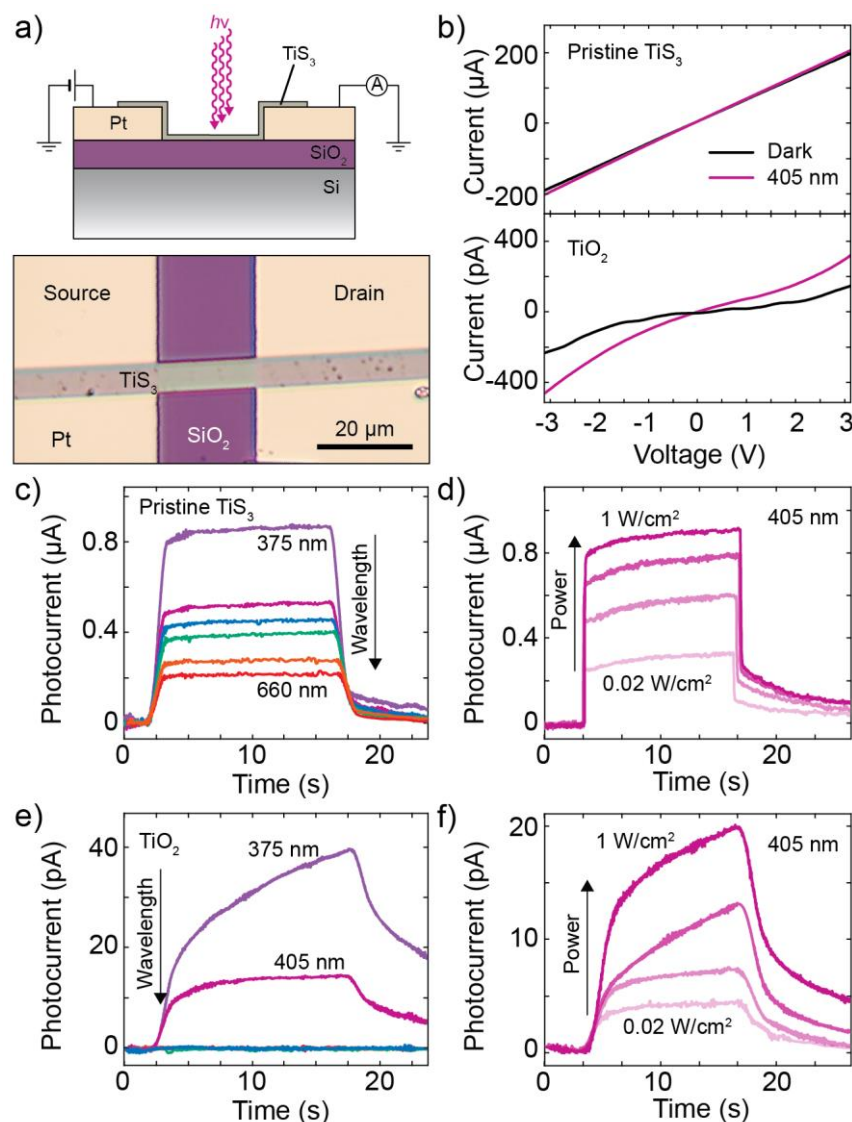 a)
hν
TiS₃
A
Pt
SiO₂
Si
Source
Drain
TiS₃
Pt
SiO₂
20 µm
b)
200
Pristine TiS₃
0
Dark
405 nm
-200
Current (µA)
400
TiO₂
0
-400
Current (pA)
-3 -2 -1 0 1 2 3
Voltage (V)
c)
Pristine TiS₃
0.8
375 nm
0.4
660 nm
0
Wavelength
Photocurrent (µA)
0 10 20
Time (s)
d)
1 W/cm²
405 nm
0.8
Power
0.4
0.02 W/cm²
0
Photocurrent (µA)
0 10 20
Time (s)
e)
TiO₂
40
375 nm
Wavelength
20
405 nm
0
Photocurrent (pA)
0 10 20
Time (s)
f)
20
1 W/cm²
405 nm
Power
10
0.02 W/cm²
0
Photocurrent (pA)
0 10 20
Time (s)